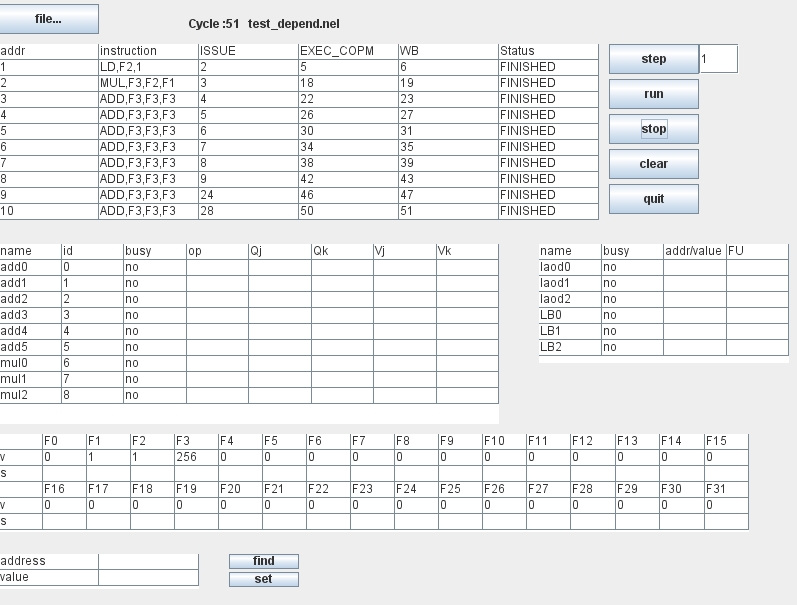 file...
Cycle :51 test_depend.nel
addr instruction ISSUE EXEC_COPM WB Status
1 LD,F2,1 2 5 6 FINISHED
2 MUL,F3,F2,F1 3 18 19 FINISHED
3 ADD,F3,F3,F3 4 22 23 FINISHED
4 ADD,F3,F3,F3 5 26 27 FINISHED
5 ADD,F3,F3,F3 6 30 31 FINISHED
6 ADD,F3,F3,F3 7 34 35 FINISHED
7 ADD,F3,F3,F3 8 38 39 FINISHED
8 ADD,F3,F3,F3 9 42 43 FINISHED
9 ADD,F3,F3,F3 24 46 47 FINISHED
10 ADD,F3,F3,F3 28 50 51 FINISHED
step 1
run
stop
clear
quit
name id busy op Qj Qk Vj Vk
add0 0 no
add1 1 no
add2 2 no
add3 3 no
add4 4 no
add5 5 no
mul0 6 no
mul1 7 no
mul2 8 no
name busy addr/value FU
laod0 no
laod1 no
laod2 no
LB0 no
LB1 no
LB2 no
F0 F1 F2 F3 F4 F5 F6 F7 F8 F9 F10 F11 F12 F13 F14 F15
v 0 1 1 256 0 0 0 0 0 0 0 0 0 0 0 0
s
F16 F17 F18 F19 F20 F21 F22 F23 F24 F25 F26 F27 F28 F29 F30 F31
v 0 0 0 0 0 0 0 0 0 0 0 0 0 0 0 0
s
address
value
find
set